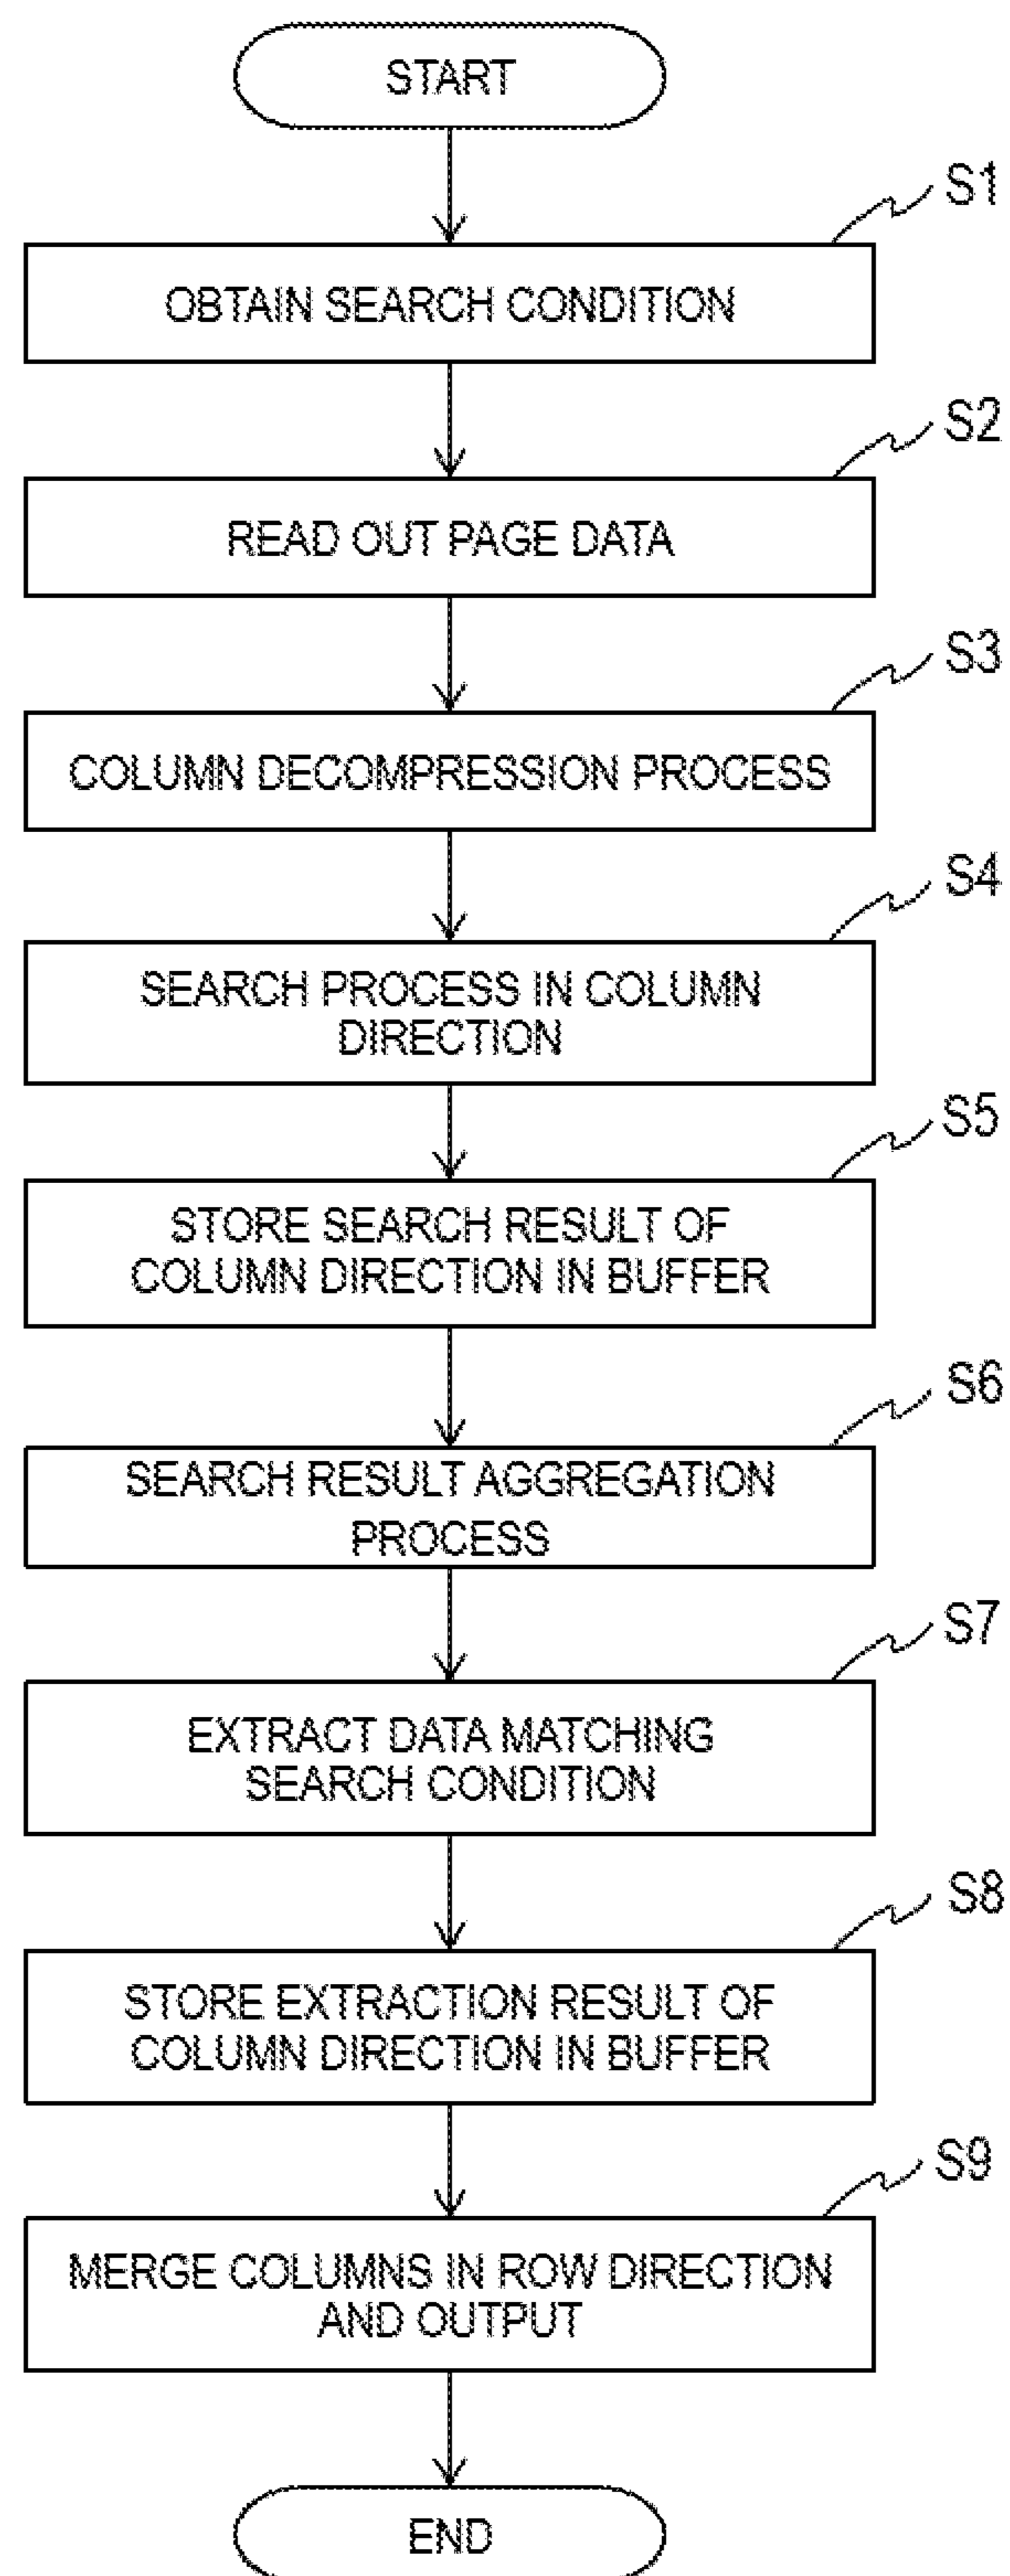 START
S1
OBTAIN SEARCH CONDITION
S2
READ OUT PAGE DATA
S3
COLUMN DECOMPRESSION PROCESS
S4
SEARCH PROCESS IN COLUMN
DIRECTION
S5
STORE SEARCH RESULT OF
COLUMN DIRECTION IN BUFFER
S6
SEARCH RESULT AGGREGATION
PROCESS
S7
EXTRACT DATA MATCHING
SEARCH CONDITION
S8
STORE EXTRACTION RESULT OF
COLUMN DIRECTION IN BUFFER
S9
MERGE COLUMNS IN ROW DIRECTION
AND OUTPUT
END